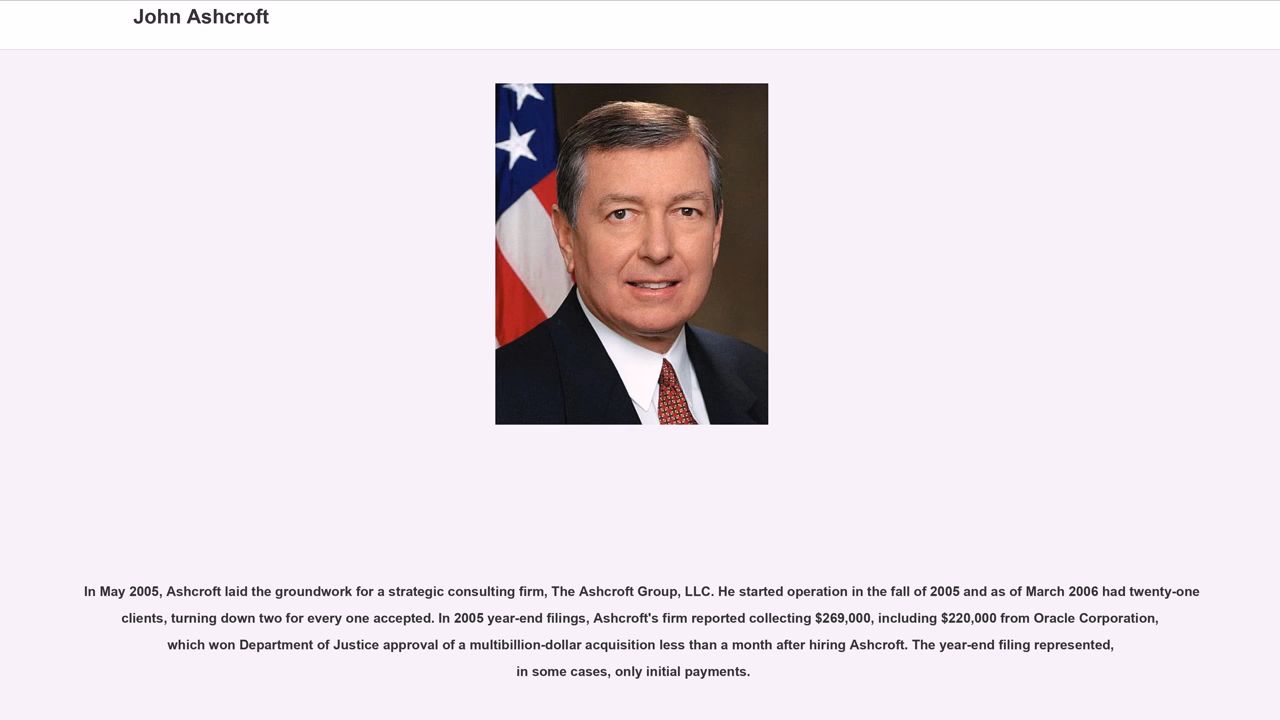 John Ashcroft
In May 2005, Ashcroft laid the groundwork for a strategic consulting firm, The Ashcroft Group, LLC. He started operation in the fall of 2005 and as of March 2006 had twenty-one
clients, turning down two for every one accepted. In 2005 year-end filings, Ashcroft's firm reported collecting $269,000, including $220,000 from Oracle Corporation,
which won Department of Justice approval of a multibillion-dollar acquisition less than a month after hiring Ashcroft. The year-end filing represented,
in some cases, only initial payments.